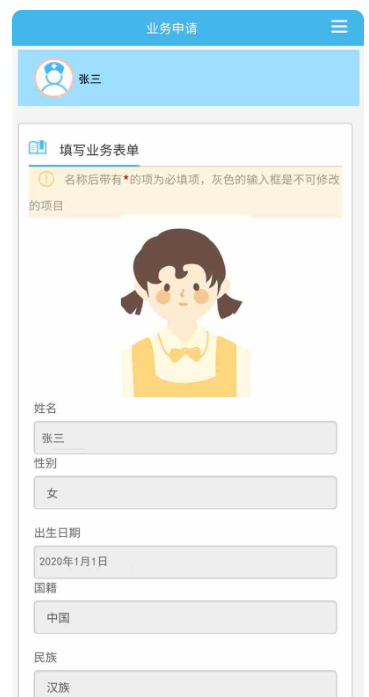 业务申请
张三
填写业务表单
名称后带有*的项为必填项，灰色的输入框是不可修改
的项目
姓名
张三
性别
女
出生日期
2020年1月1日
国籍
中国
民族
汉族